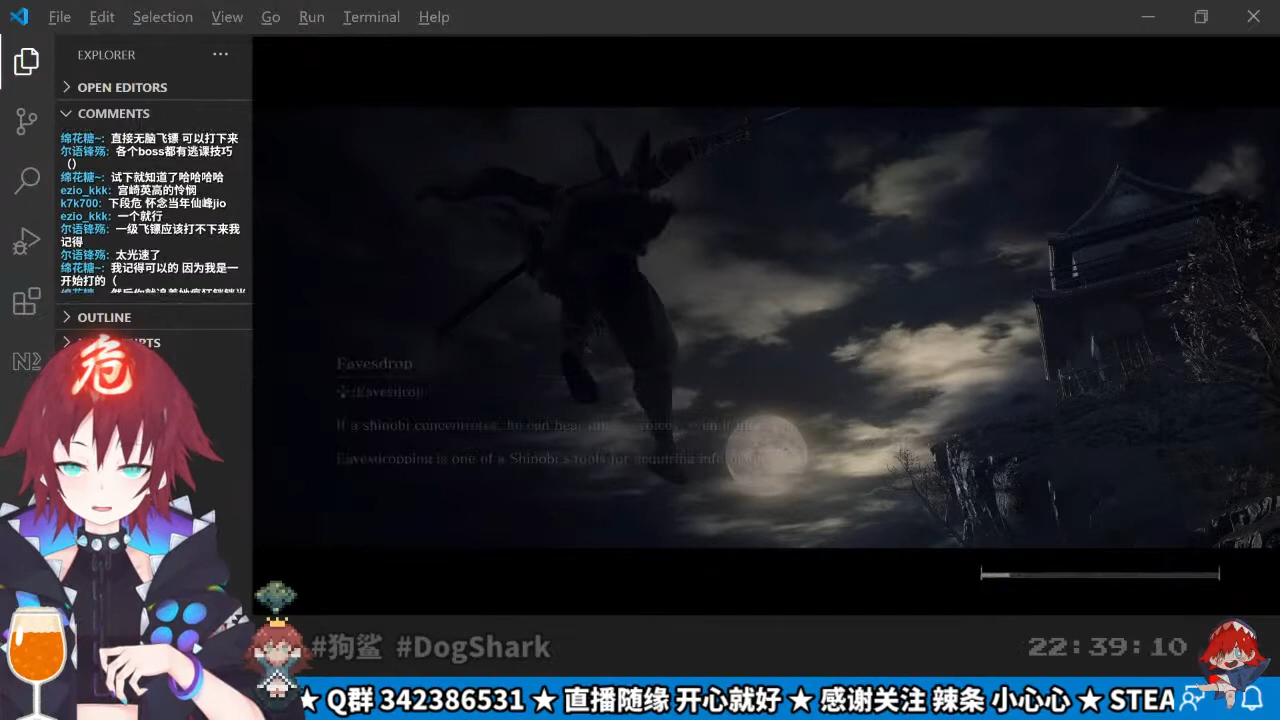 File Edit Selection View Go Run Terminal Help
EXPLORER
OPEN EDITORS
COMMENTS
绵花糖~: 直接无脑飞镖 可以打下来
尔语锋殇: 各个boss都有逃课技巧
()
绵花糖~: 试下就知道了哈哈哈哈
ezio_kkk: 宫崎英高的怜悯
k7k700: 下段危 怀念当年仙峰jio
ezio_kkk: 一个就行
尔语锋殇: 一级飞镖应该打不下来我
记得
尔语锋殇: 太光速了
绵花糖~: 我记得可以的 因为我是一
开始打的（
OUTLINE
危
Eavesdrop
Eavesdrop
If a shinobi concentrates, he can hear
Eavesdropping is one of a Shinobi's tools for acquiring
#狗鲨 #DogShark
22:39:10
★ Q群 342386531 ★ 直播随缘 开心就好 ★ 感谢关注 辣条 小心心 ★ STEA